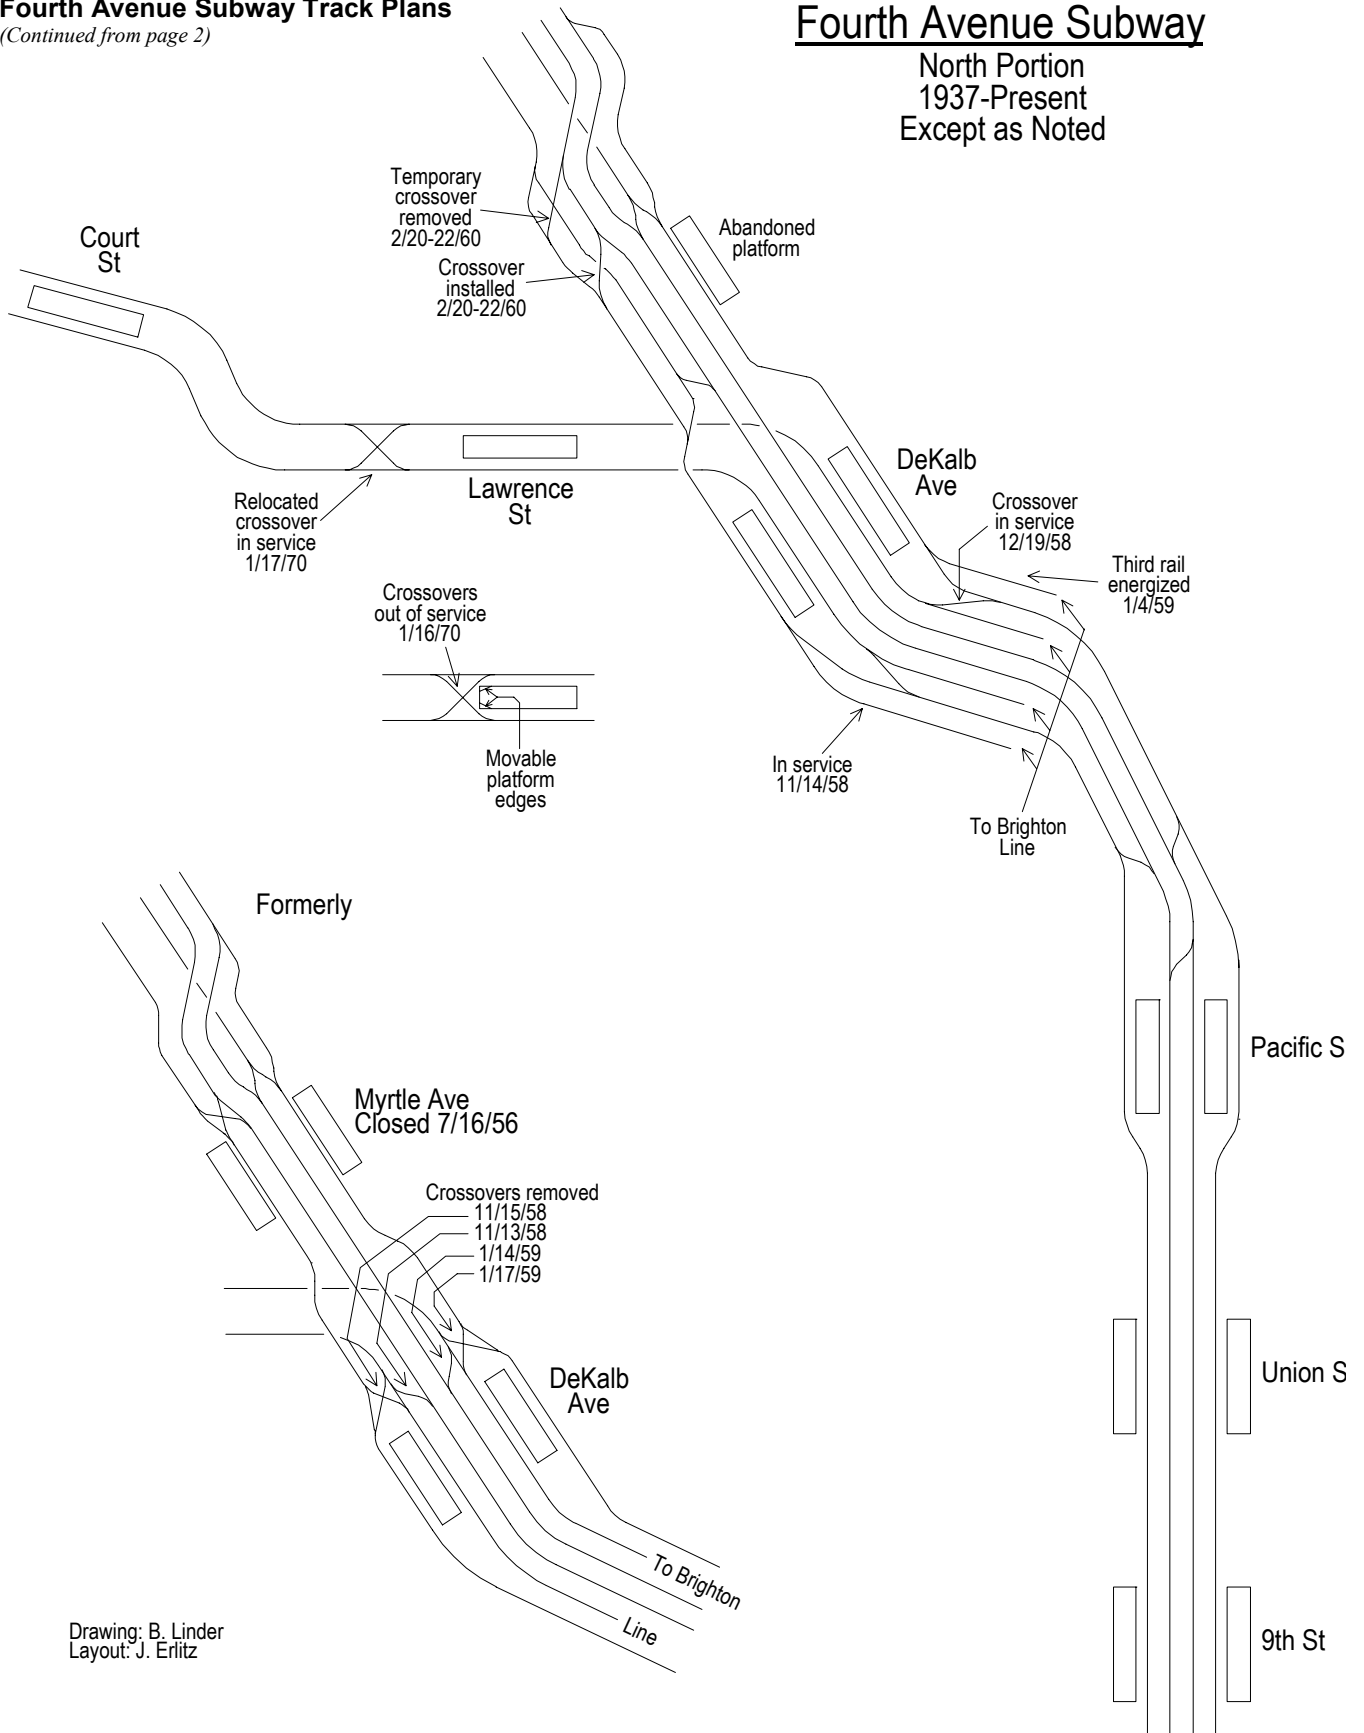 Fourth Avenue Subway Track Plans
(Continued from page 2)
Fourth Avenue Subway
North Portion
1937-Present
Except as Noted
Temporary
crossover
removed
2/20-22/60
Abandoned
platform
Court
St
Crossover
installed
2/20-22/60
DeKalb
Ave
Lawrence
St
Relocated
crossover
in service
1/17/70
Crossover
in service
12/19/58
Third rail
energized
1/4/59
Crossovers
out of service
1/16/70
Movable
platform
edges
In service
11/14/58
To Brighton
Line
Formerly
Pacific S
Myrtle Ave
Closed 7/16/56
Crossovers removed
11/15/58
11/13/58
1/14/59
1/17/59
Union S
DeKalb
Ave
To Brighton
Line
Drawing: B. Linder
Layout: J. Erlitz
9th St